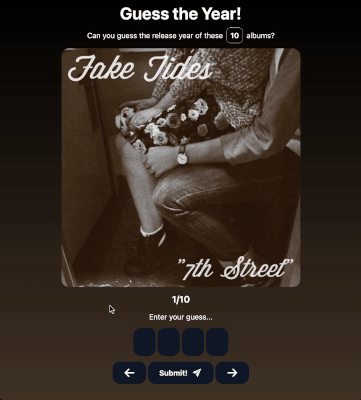 Guess the Year!
Can you guess the release year of these 10 albums?
Fake Tides
"7th Street"
1/10
Enter your guess...
Submit!